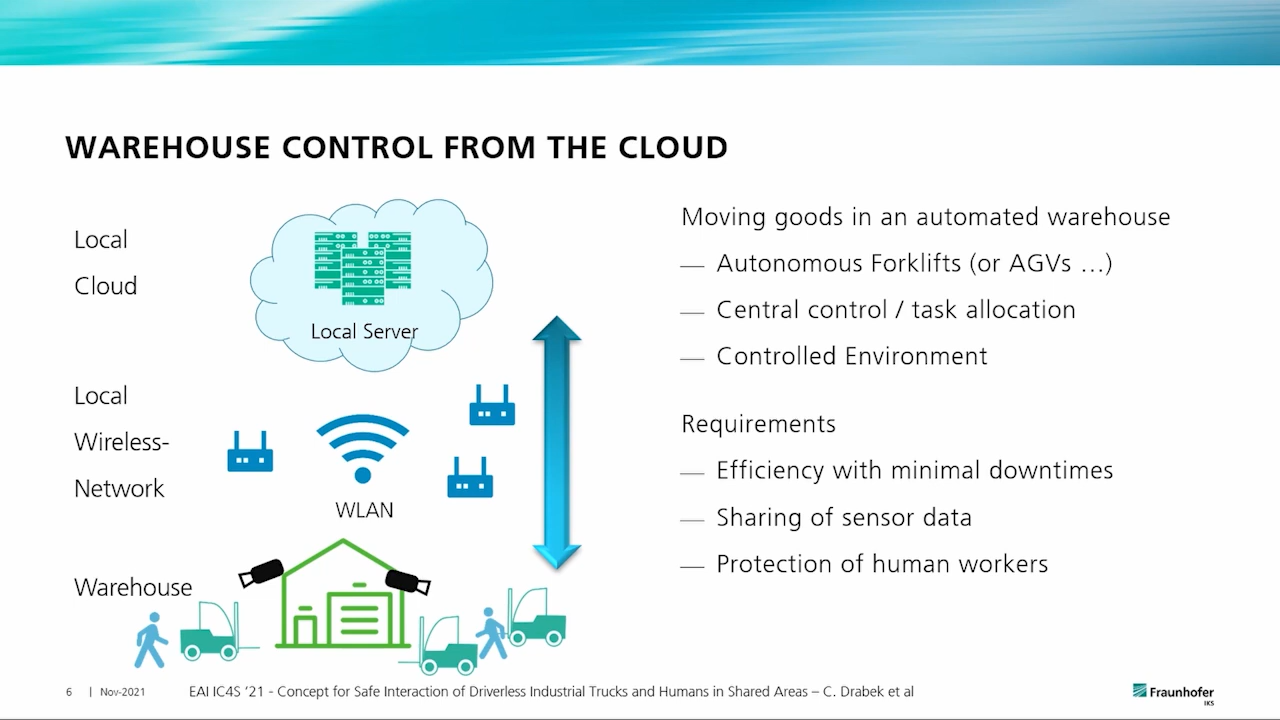 WAREHOUSE CONTROL FROM THE CLOUD
Local
Cloud
Local Server
Local
Wireless-
Network
WLAN
Warehouse
Moving goods in an automated warehouse
— Autonomous Forklifts (or AGVs …)
— Central control / task allocation
— Controlled Environment
Requirements
— Efficiency with minimal downtimes
— Sharing of sensor data
— Protection of human workers
6 | Nov-2021 EAI IC4S ‘21 - Concept for Safe Interaction of Driverless Industrial Trucks and Humans in Shared Areas – C. Drabek et al
Fraunhofer
IKS